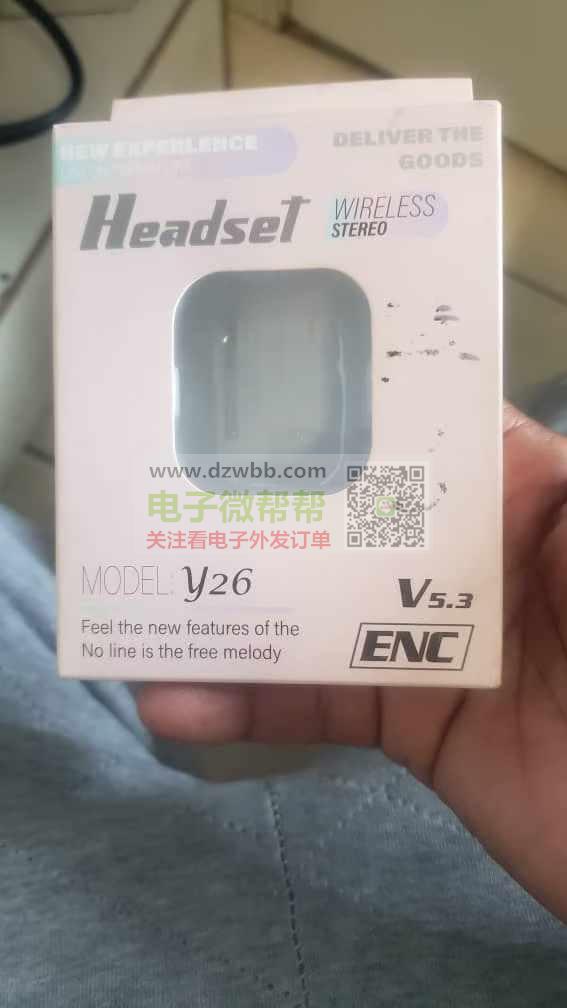 NEW EXPERLENCE
DELIVER THE
GOODS
Headset
WIRELESS
STEREO
www.dzwbb.com
电子微帮帮
关注看电子外发订单
MODEL: Y26
V5.3
Feel the new features of the
No line is the free melody
ENC